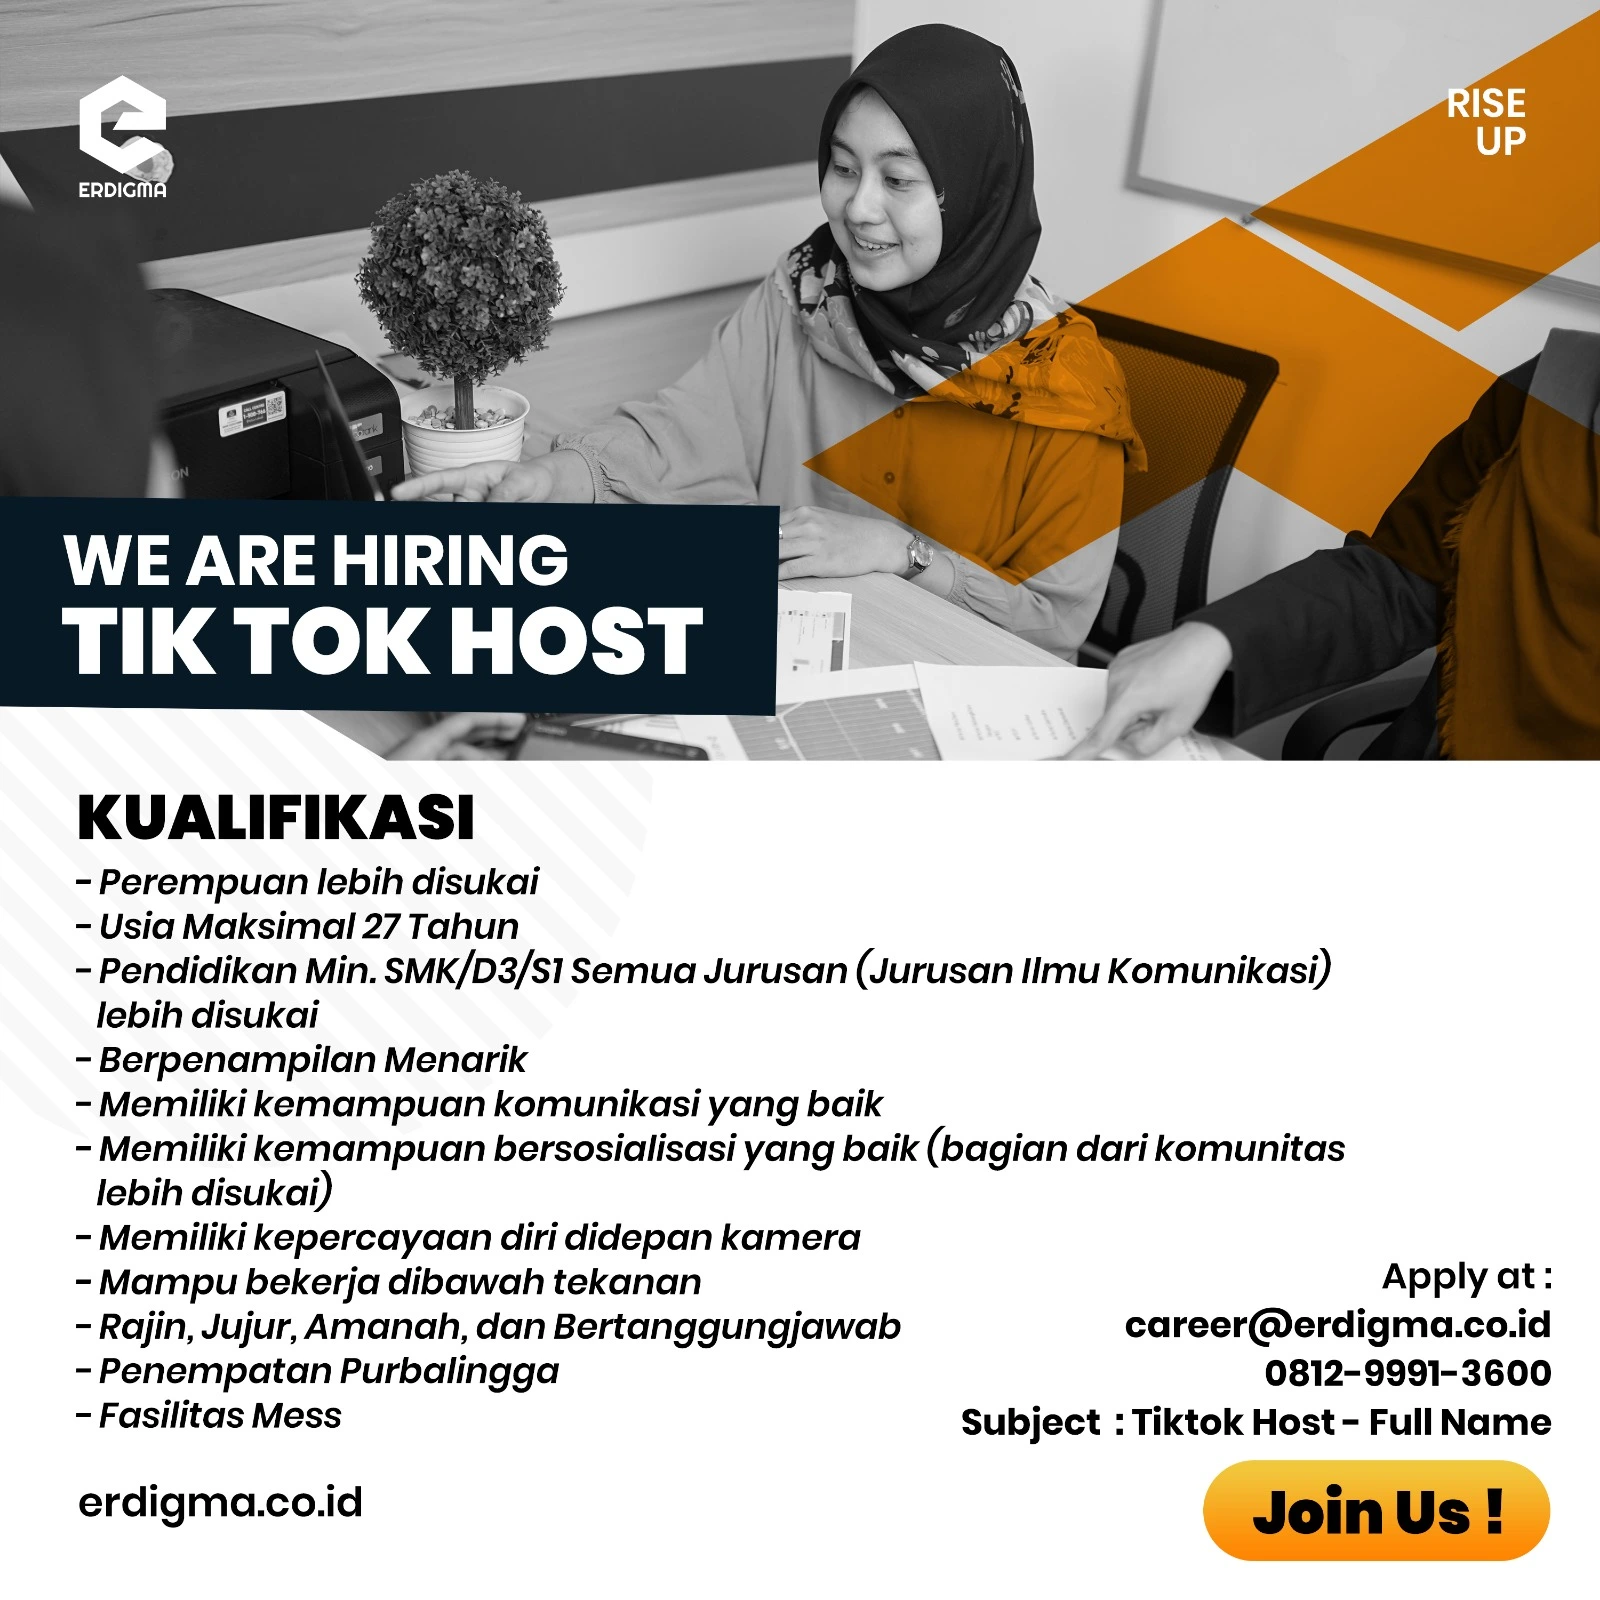 ERDIGMA
RISE
UP
WE ARE HIRING
TIK TOK HOST
KUALIFIKASI
- Perempuan lebih disukai
- Usia Maksimal 27 Tahun
- Pendidikan Min. SMK/D3/S1 Semua Jurusan (Jurusan Ilmu Komunikasi)
lebih disukai
- Berpenampilan Menarik
- Memiliki kemampuan komunikasi yang baik
- Memiliki kemampuan bersosialisasi yang baik (bagian dari komunitas
lebih disukai)
- Memiliki kepercayaan diri didepan kamera
- Mampu bekerja dibawah tekanan
- Rajin, Jujur, Amanah, dan Bertanggungjawab
- Penempatan Purbalingga
- Fasilitas Mess
Apply at :
career@erdigma.co.id
0812-9991-3600
Subject : Tiktok Host - Full Name
erdigma.co.id
Join Us !